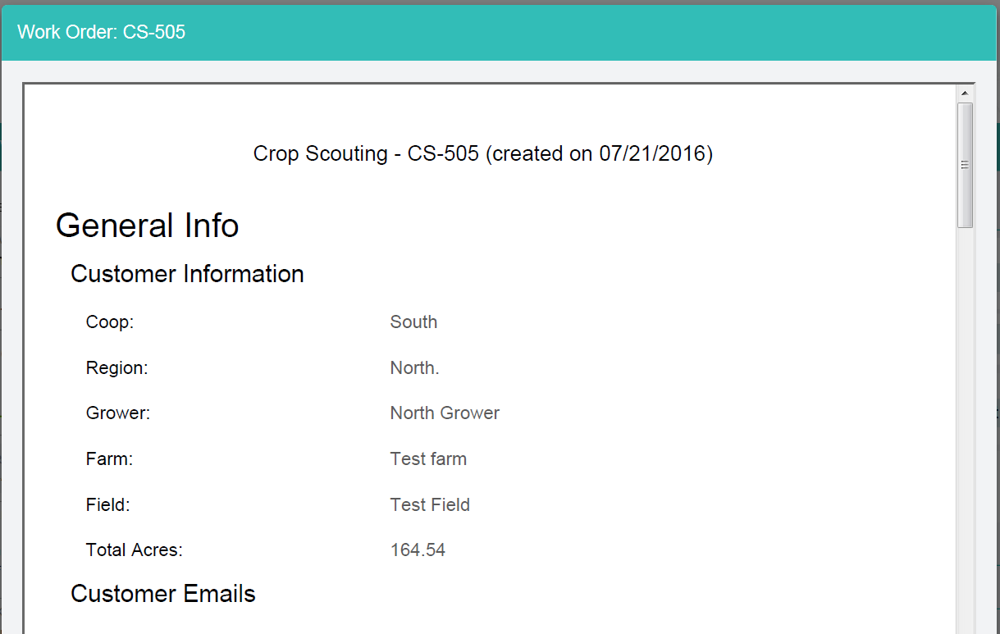 Work Order: CS-505
Crop Scouting - CS-505 (created on 07/21/2016)
General Info
Customer Information
Coop: South
Region: North.
Grower: North Grower
Farm: Test farm
Field: Test Field
Total Acres: 164.54
Customer Emails